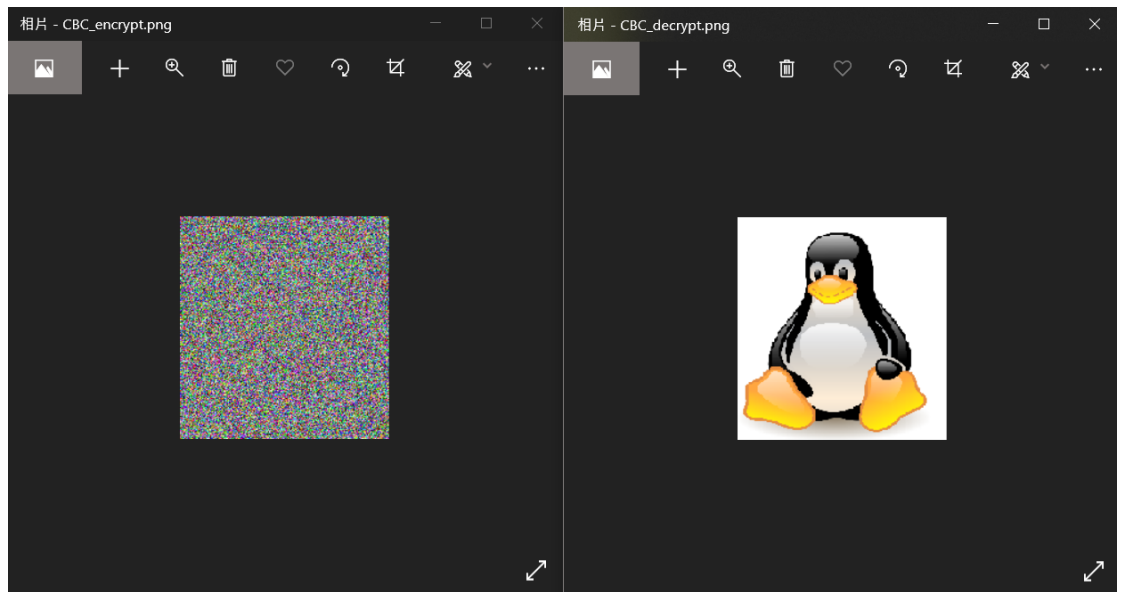 相片 - CBC_encrypt.png
相片 - CBC_decrypt.png